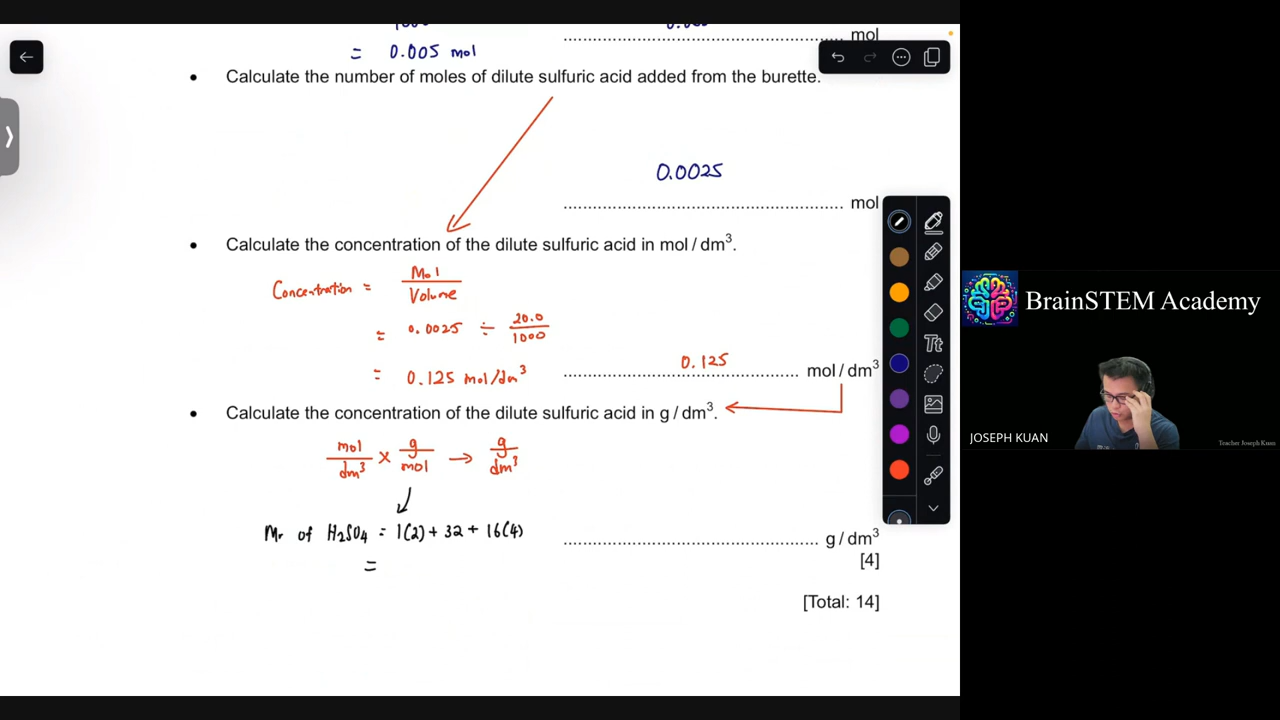 mol
= 0.005 mol
• Calculate the number of moles of dilute sulfuric acid added from the burette.
0.0025
mol
• Calculate the concentration of the dilute sulfuric acid in mol / dm³.
Concentration = Mol / Volume
= 0.0025 ÷ 20.0 / 1000
= 0.125 mol/dm³
0.125
mol / dm³
• Calculate the concentration of the dilute sulfuric acid in g / dm³.
mol / dm³ × g / mol → g / dm³
Mr of H₂SO₄ = 1(2) + 32 + 16(4)
=
g / dm³
[4]
[Total: 14]
Tt
BrainSTEM Academy
JOSEPH KUAN
Teacher Joseph Kuan